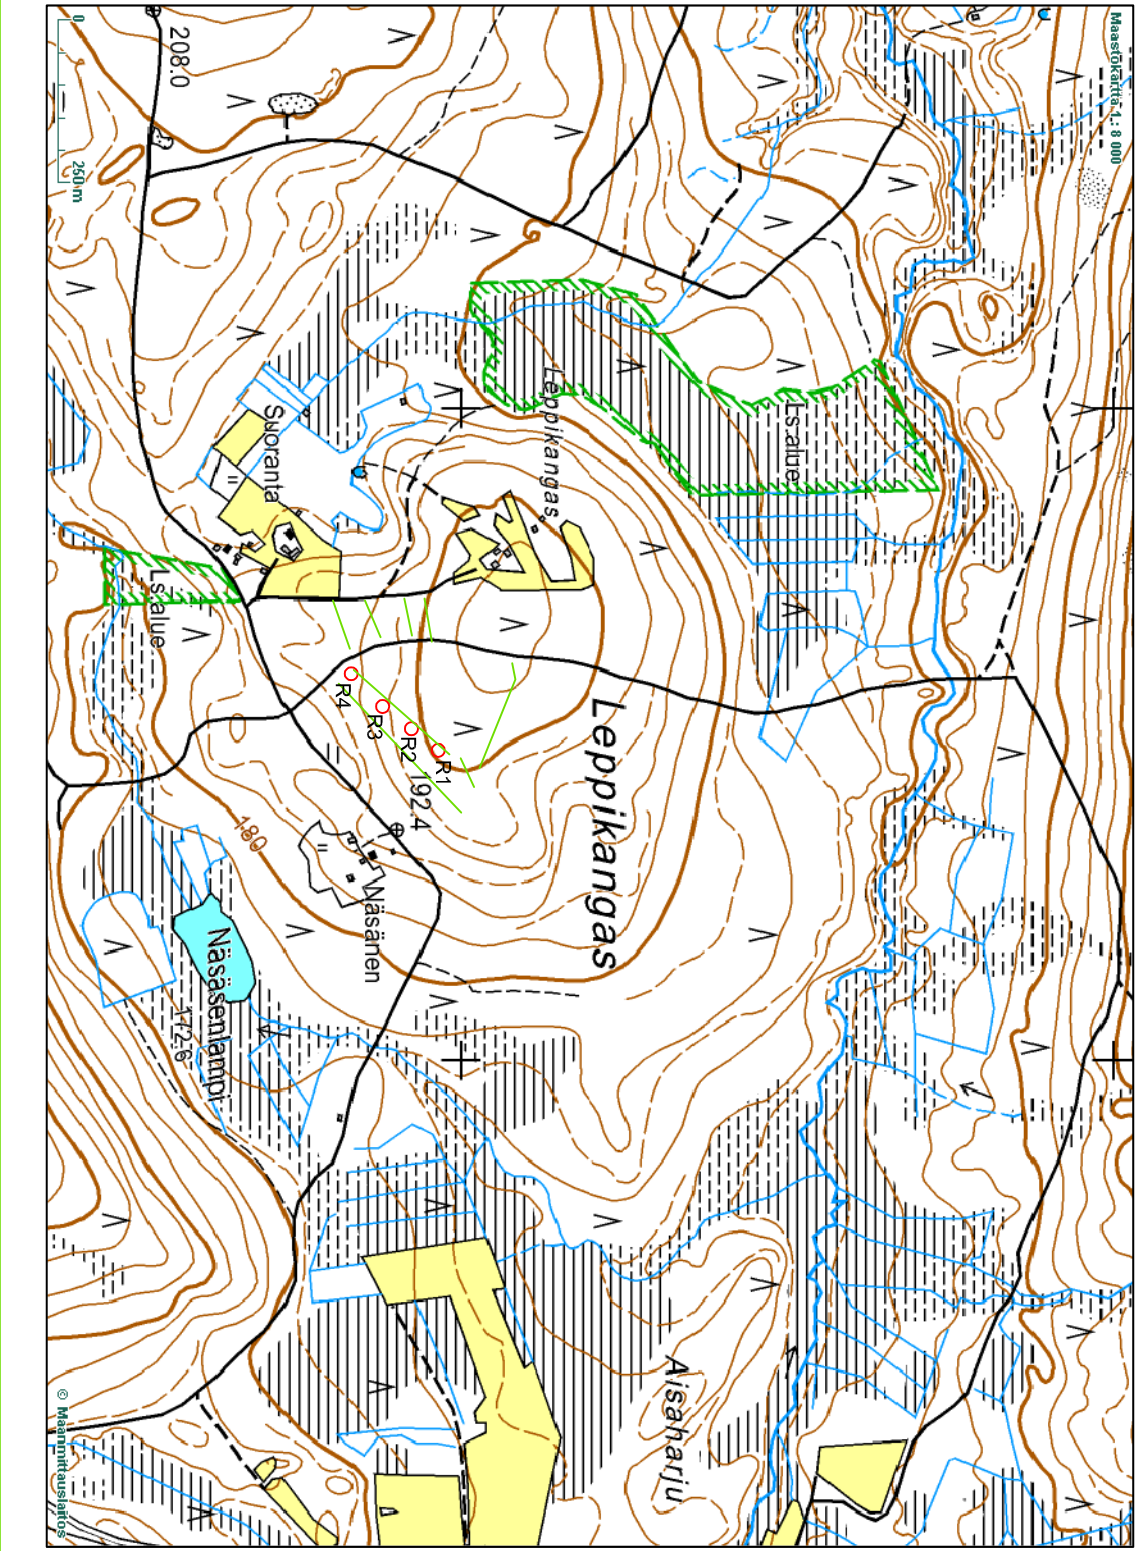 Maastokartta 1: 8 000
0
250 m
208.0
Ls.alue
Leppikangas
Suoranta
Ls.alue
Leppikangas
R1
R2
R3
R4
192.4
180
Näsänen
Näsäsenlampi
172.6
Aisaharju
© Maanmittauslaitos